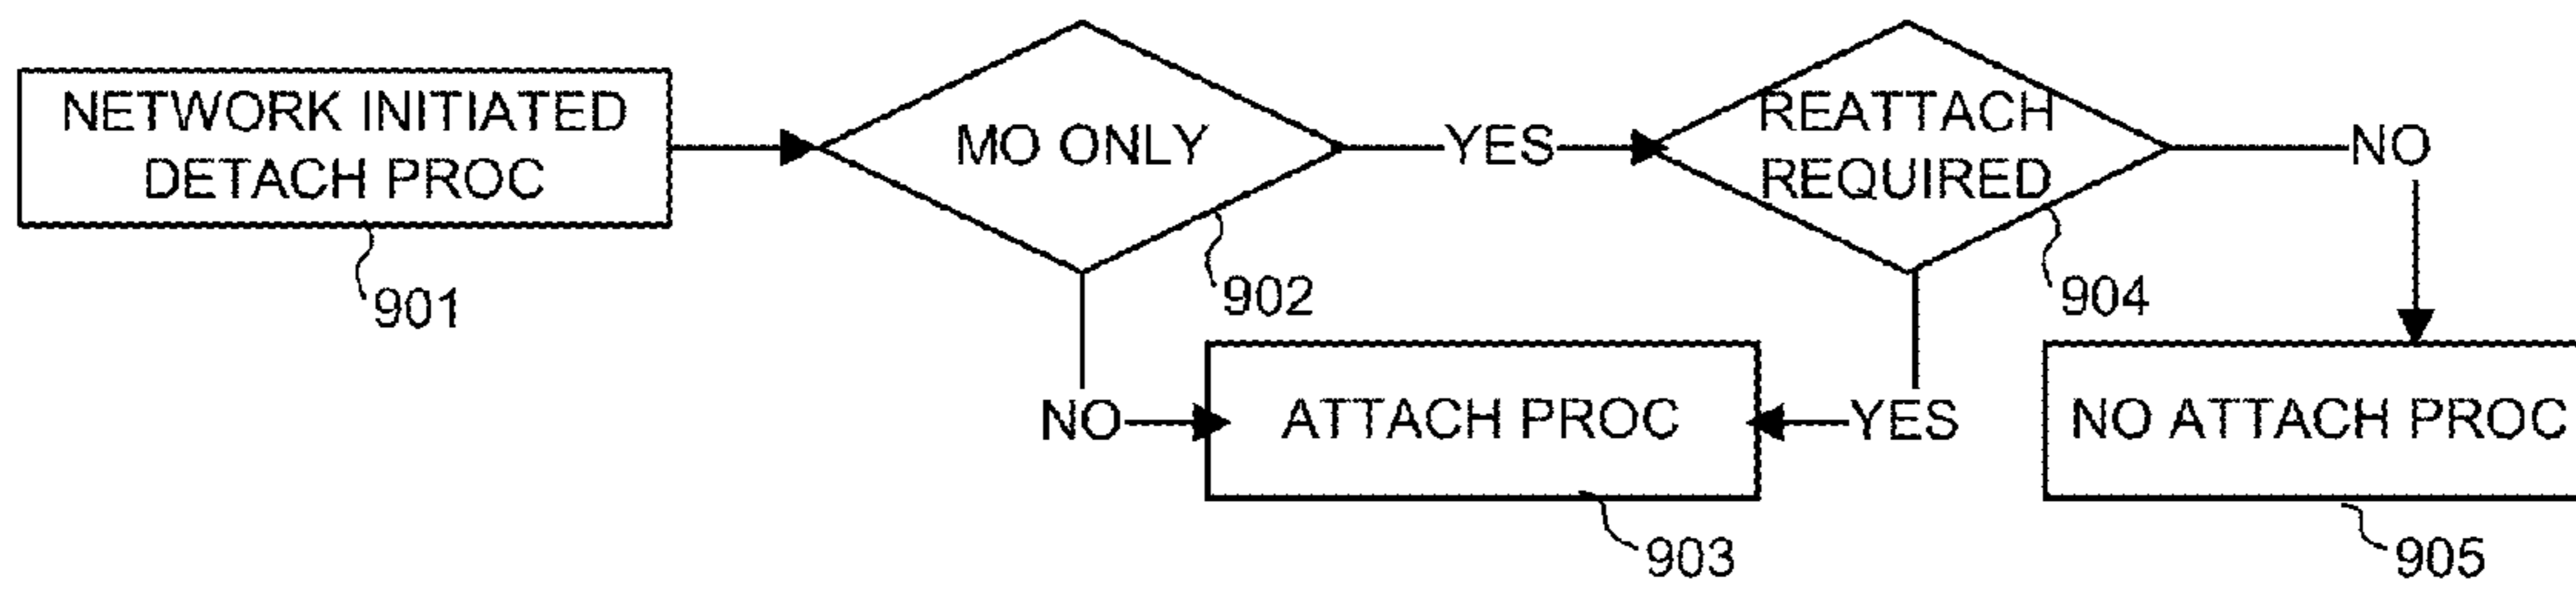 NETWORK INITIATED
DETACH PROC
901
MO ONLY
902
YES
REATTACH
REQUIRED
904
NO
NO
ATTACH PROC
903
YES
NO ATTACH PROC
905